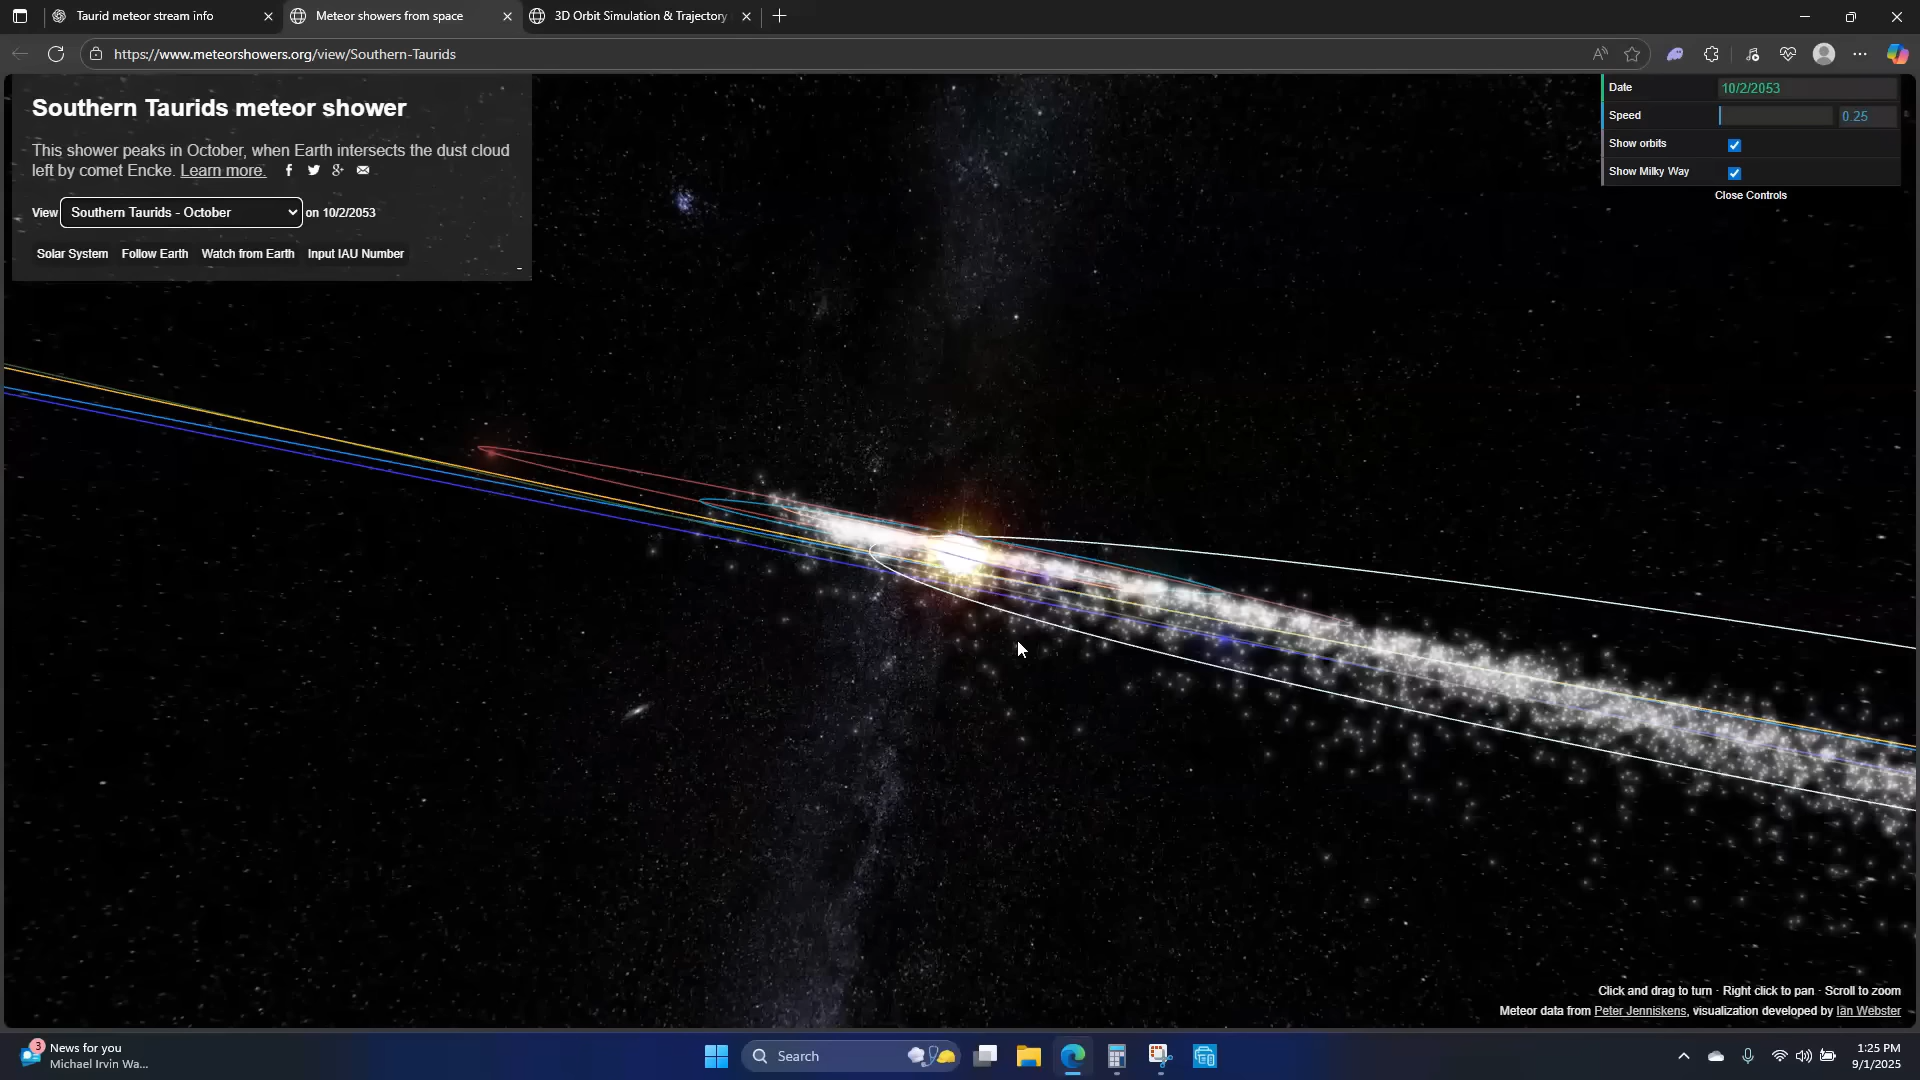 Taurid meteor stream info
Meteor showers from space
3D Orbit Simulation & Trajectory
https://www.meteorshowers.org/view/Southern-Taurids
Southern Taurids meteor shower
This shower peaks in October, when Earth intersects the dust cloud
left by comet Encke. Learn more.
View Southern Taurids - October on 10/2/2053
Solar System Follow Earth Watch from Earth Input IAU Number
-
Date 10/2/2053
Speed 0.25
Show orbits
Show Milky Way
Close Controls
Click and drag to turn · Right click to pan · Scroll to zoom
Meteor data from Peter Jenniskens, visualization developed by Ian Webster
3
News for you
Michael Irvin Wa...
Search
1:25 PM
9/1/2025